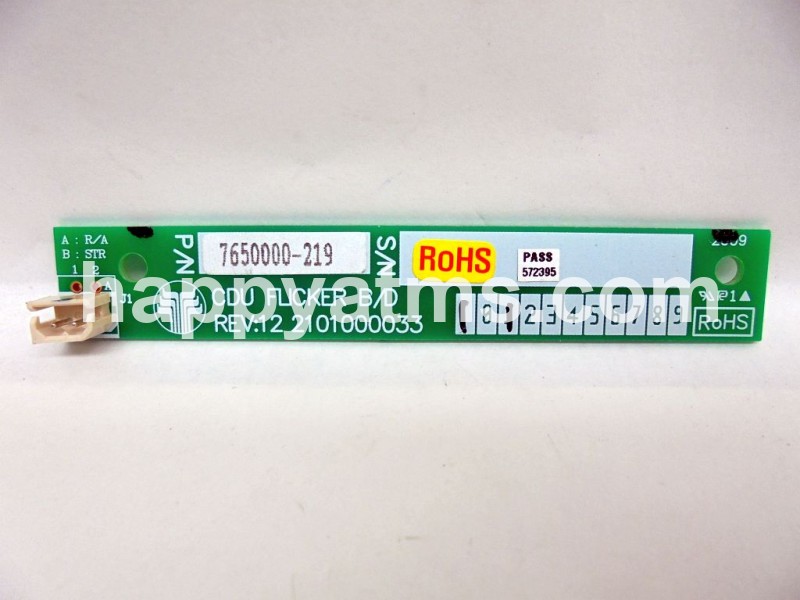 A : R/A
B : STR
1 2
J1
P/N
7650000-219
S/N
RoHS
PASS
572395
CDU FLICKER B/D
REV:12 2101000033
0 1 2 3 4 5 6 7 8 9
RoHS
happyatms.com